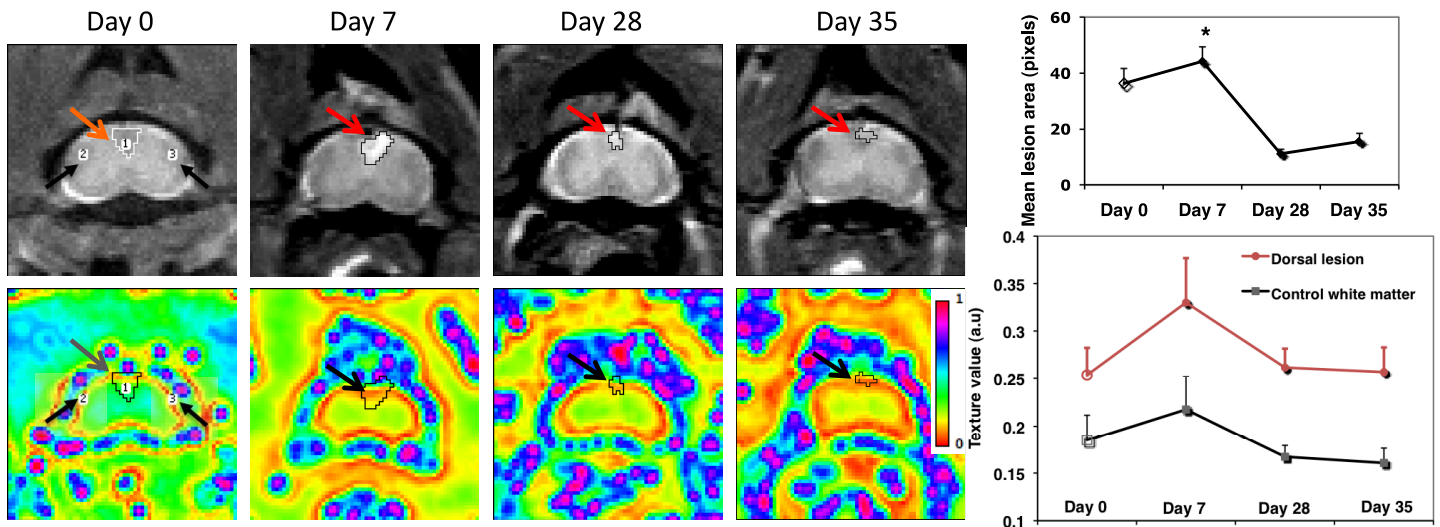 Day 0 Day 7 Day 28 Day 35
1
2 3
1
2 3
1
0
Mean lesion area (pixels)
60
*
40
20
0
Day 0 Day 7 Day 28 Day 35
Texture value (a.u)
0.4
Dorsal lesion
0.35
Control white matter
0.3
0.25
0.2
0.15
Day 0 Day 7 Day 28 Day 35
0.1